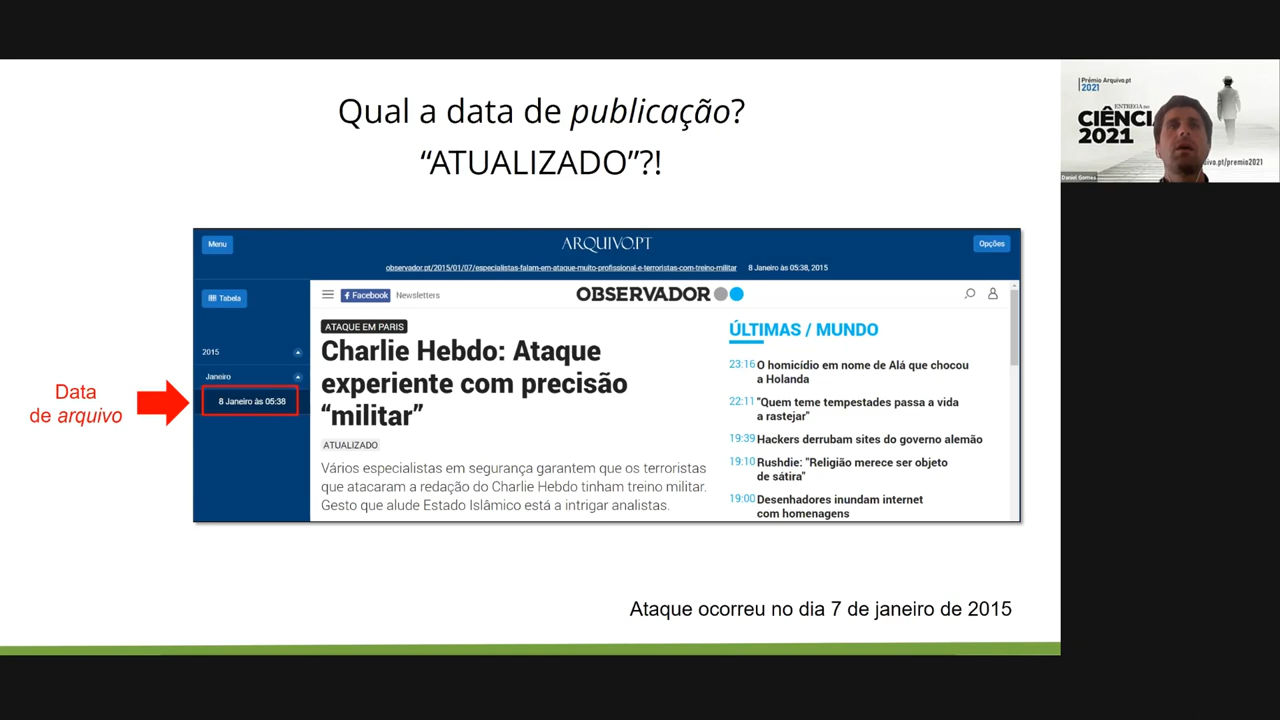 Qual a data de publicação?
“ATUALIZADO”?!
Menu
ARQUIVO.PT
Opções
observador.pt/2015/01/07/especialistas-falam-em-ataque-muito-profissional-e-terroristas-com-treino-militar
8 Janeiro às 05:38, 2015
Tabela
2015
Janeiro
8 Janeiro às 05:38
Data
de arquivo
Facebook
Newsletters
OBSERVADOR
ATAQUE EM PARIS
Charlie Hebdo: Ataque
experiente com precisão
“militar”
ATUALIZADO
Vários especialistas em segurança garantem que os terroristas
que atacaram a redação do Charlie Hebdo tinham treino militar.
Gesto que alude Estado Islâmico está a intrigar analistas.
ÚLTIMAS / MUNDO
23:16 O homicídio em nome de Alá que chocou
a Holanda
22:11 "Quem teme tempestades passa a vida
a rastejar"
19:39 Hackers derrubam sites do governo alemão
19:10 Rushdie: "Religião merece ser objeto
de sátira"
19:00 Desenhadores inundam internet
com homenagens
Ataque ocorreu no dia 7 de janeiro de 2015
Prémio Arquivo.pt
2021
ENTREGA no
CIÊNCI
2021
uivo.pt/premio2021
Daniel Gomes